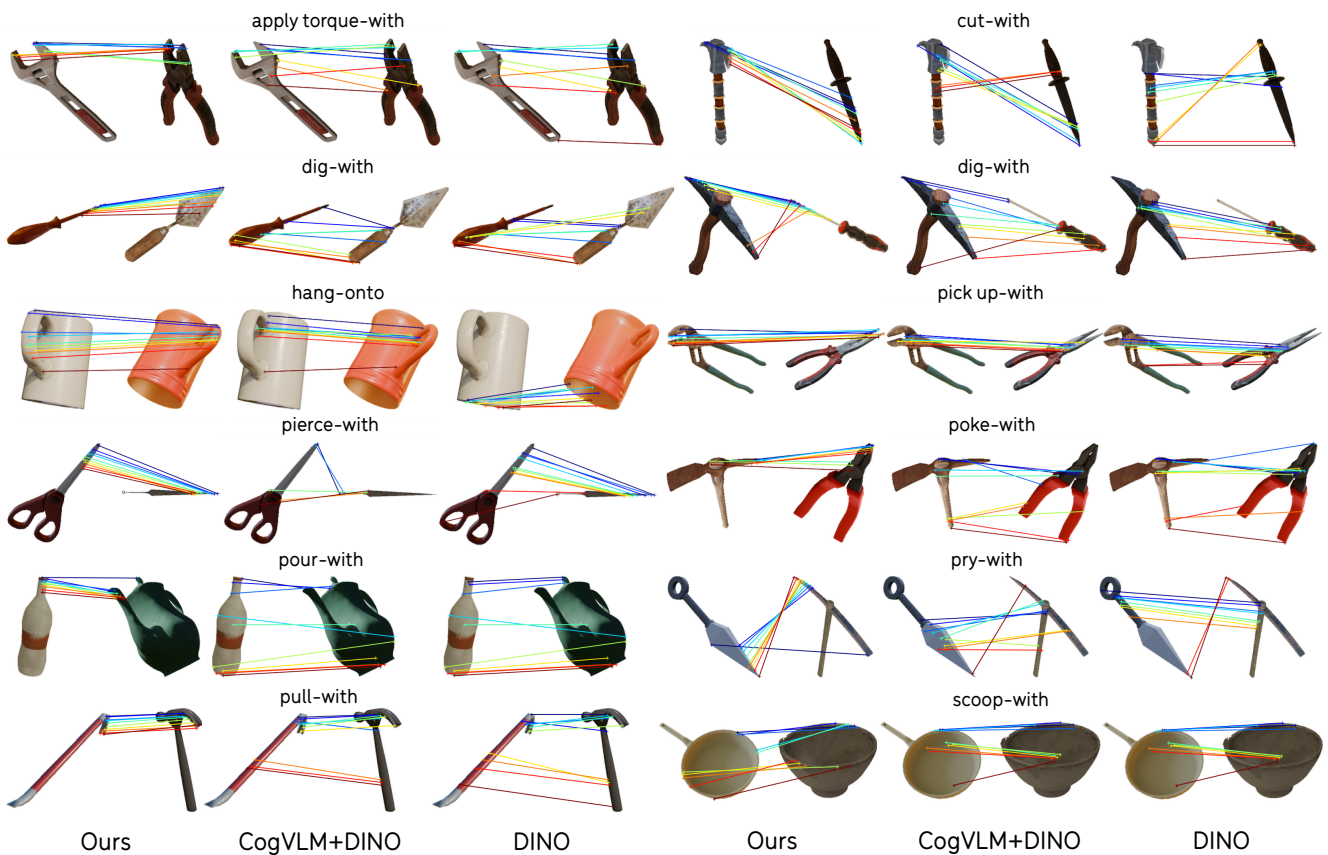 apply torque-with cut-with
dig-with dig-with
hang-onto pick up-with
pierce-with poke-with
pour-with pry-with
pull-with scoop-with
Ours CogVLM+DINO DINO Ours CogVLM+DINO DINO